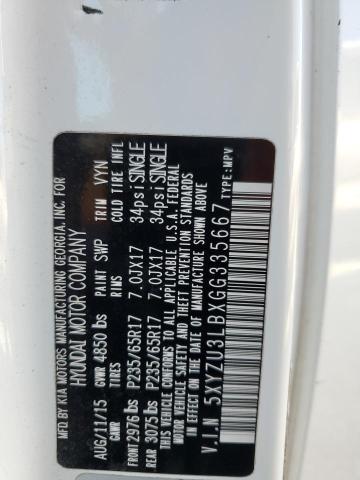 MFD.BY KIA MOTORS MANUFACTURING GEORGIA, INC. FOR
HYUNDAI MOTOR COMPANY
AUG/11/15 GVWR 4850 lbs PAINT SWP TRIM VYN
GAWR TIRES RIMS COLD TIRE INFL
FRONT 2976 lbs P235/65R17 7.0JX17 34psi SINGLE
REAR 3075 lbs P235/65R17 7.0JX17 34psi SINGLE
THIS VEHICLE CONFORMS TO ALL APPLICABLE U.S.A. FEDERAL
MOTOR VEHICLE SAFETY, BUMPER, AND THEFT PREVENTION
STANDARDS IN EFFECT ON THE DATE OF MANUFACTURE SHOWN ABOVE
V.I.N : 5XYZU3LBXGG335667 TYPE:MPV